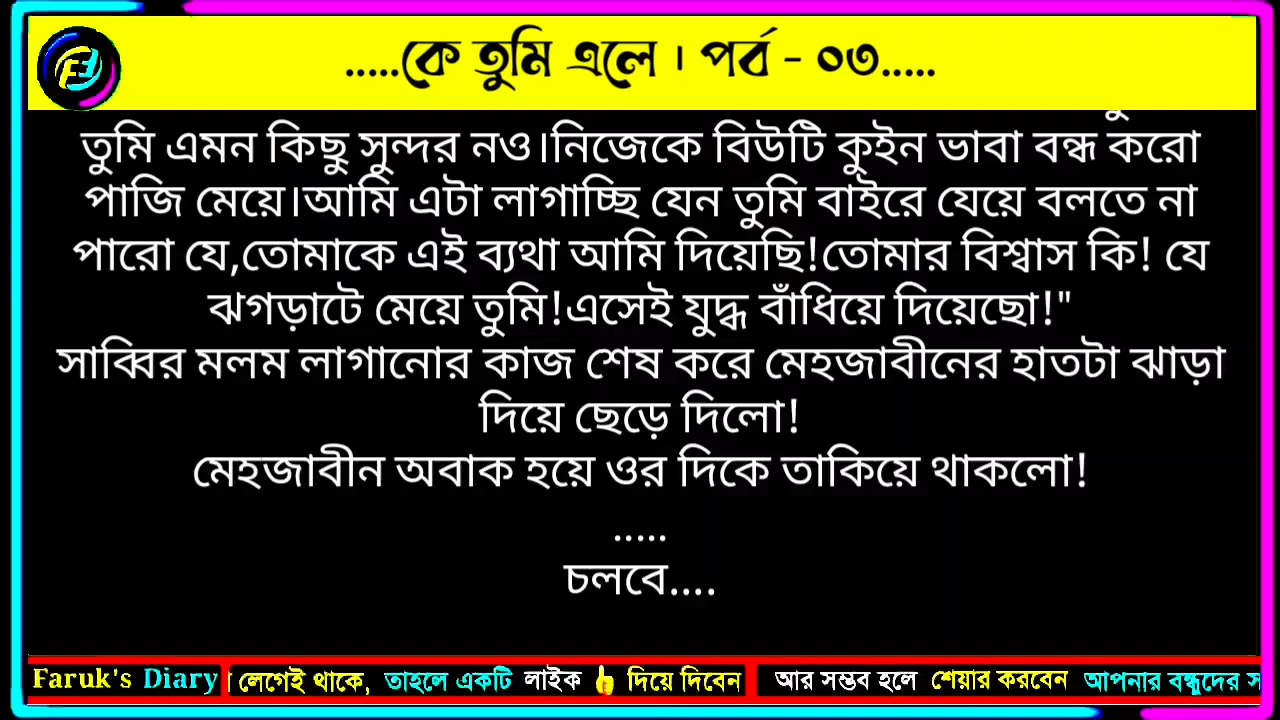 .....কে তুমি এলে । পর্ব - ০৩.....
তুমি এমন কিছু সুন্দর নও।নিজেকে বিউটি কুইন ভাবা বন্ধ করো
পাজি মেয়ে।আমি এটা লাগাচ্ছি যেন তুমি বাইরে যেয়ে বলতে না
পারো যে,তোমাকে এই ব্যথা আমি দিয়েছি!তোমার বিশ্বাস কি! যে
ঝগড়াটে মেয়ে তুমি!এসেই যুদ্ধ বাঁধিয়ে দিয়েছো!"
সাব্বির মলম লাগানোর কাজ শেষ করে মেহজাবীনের হাতটা ঝাড়া
দিয়ে ছেড়ে দিলো!
মেহজাবীন অবাক হয়ে ওর দিকে তাকিয়ে থাকলো!
.....
চলবে....
Faruk's Diary লেগেই থাকে, তাহলে একটি লাইক 👍 দিয়ে দিবেন আর সম্ভব হলে শেয়ার করবেন আপনার বন্ধুদের